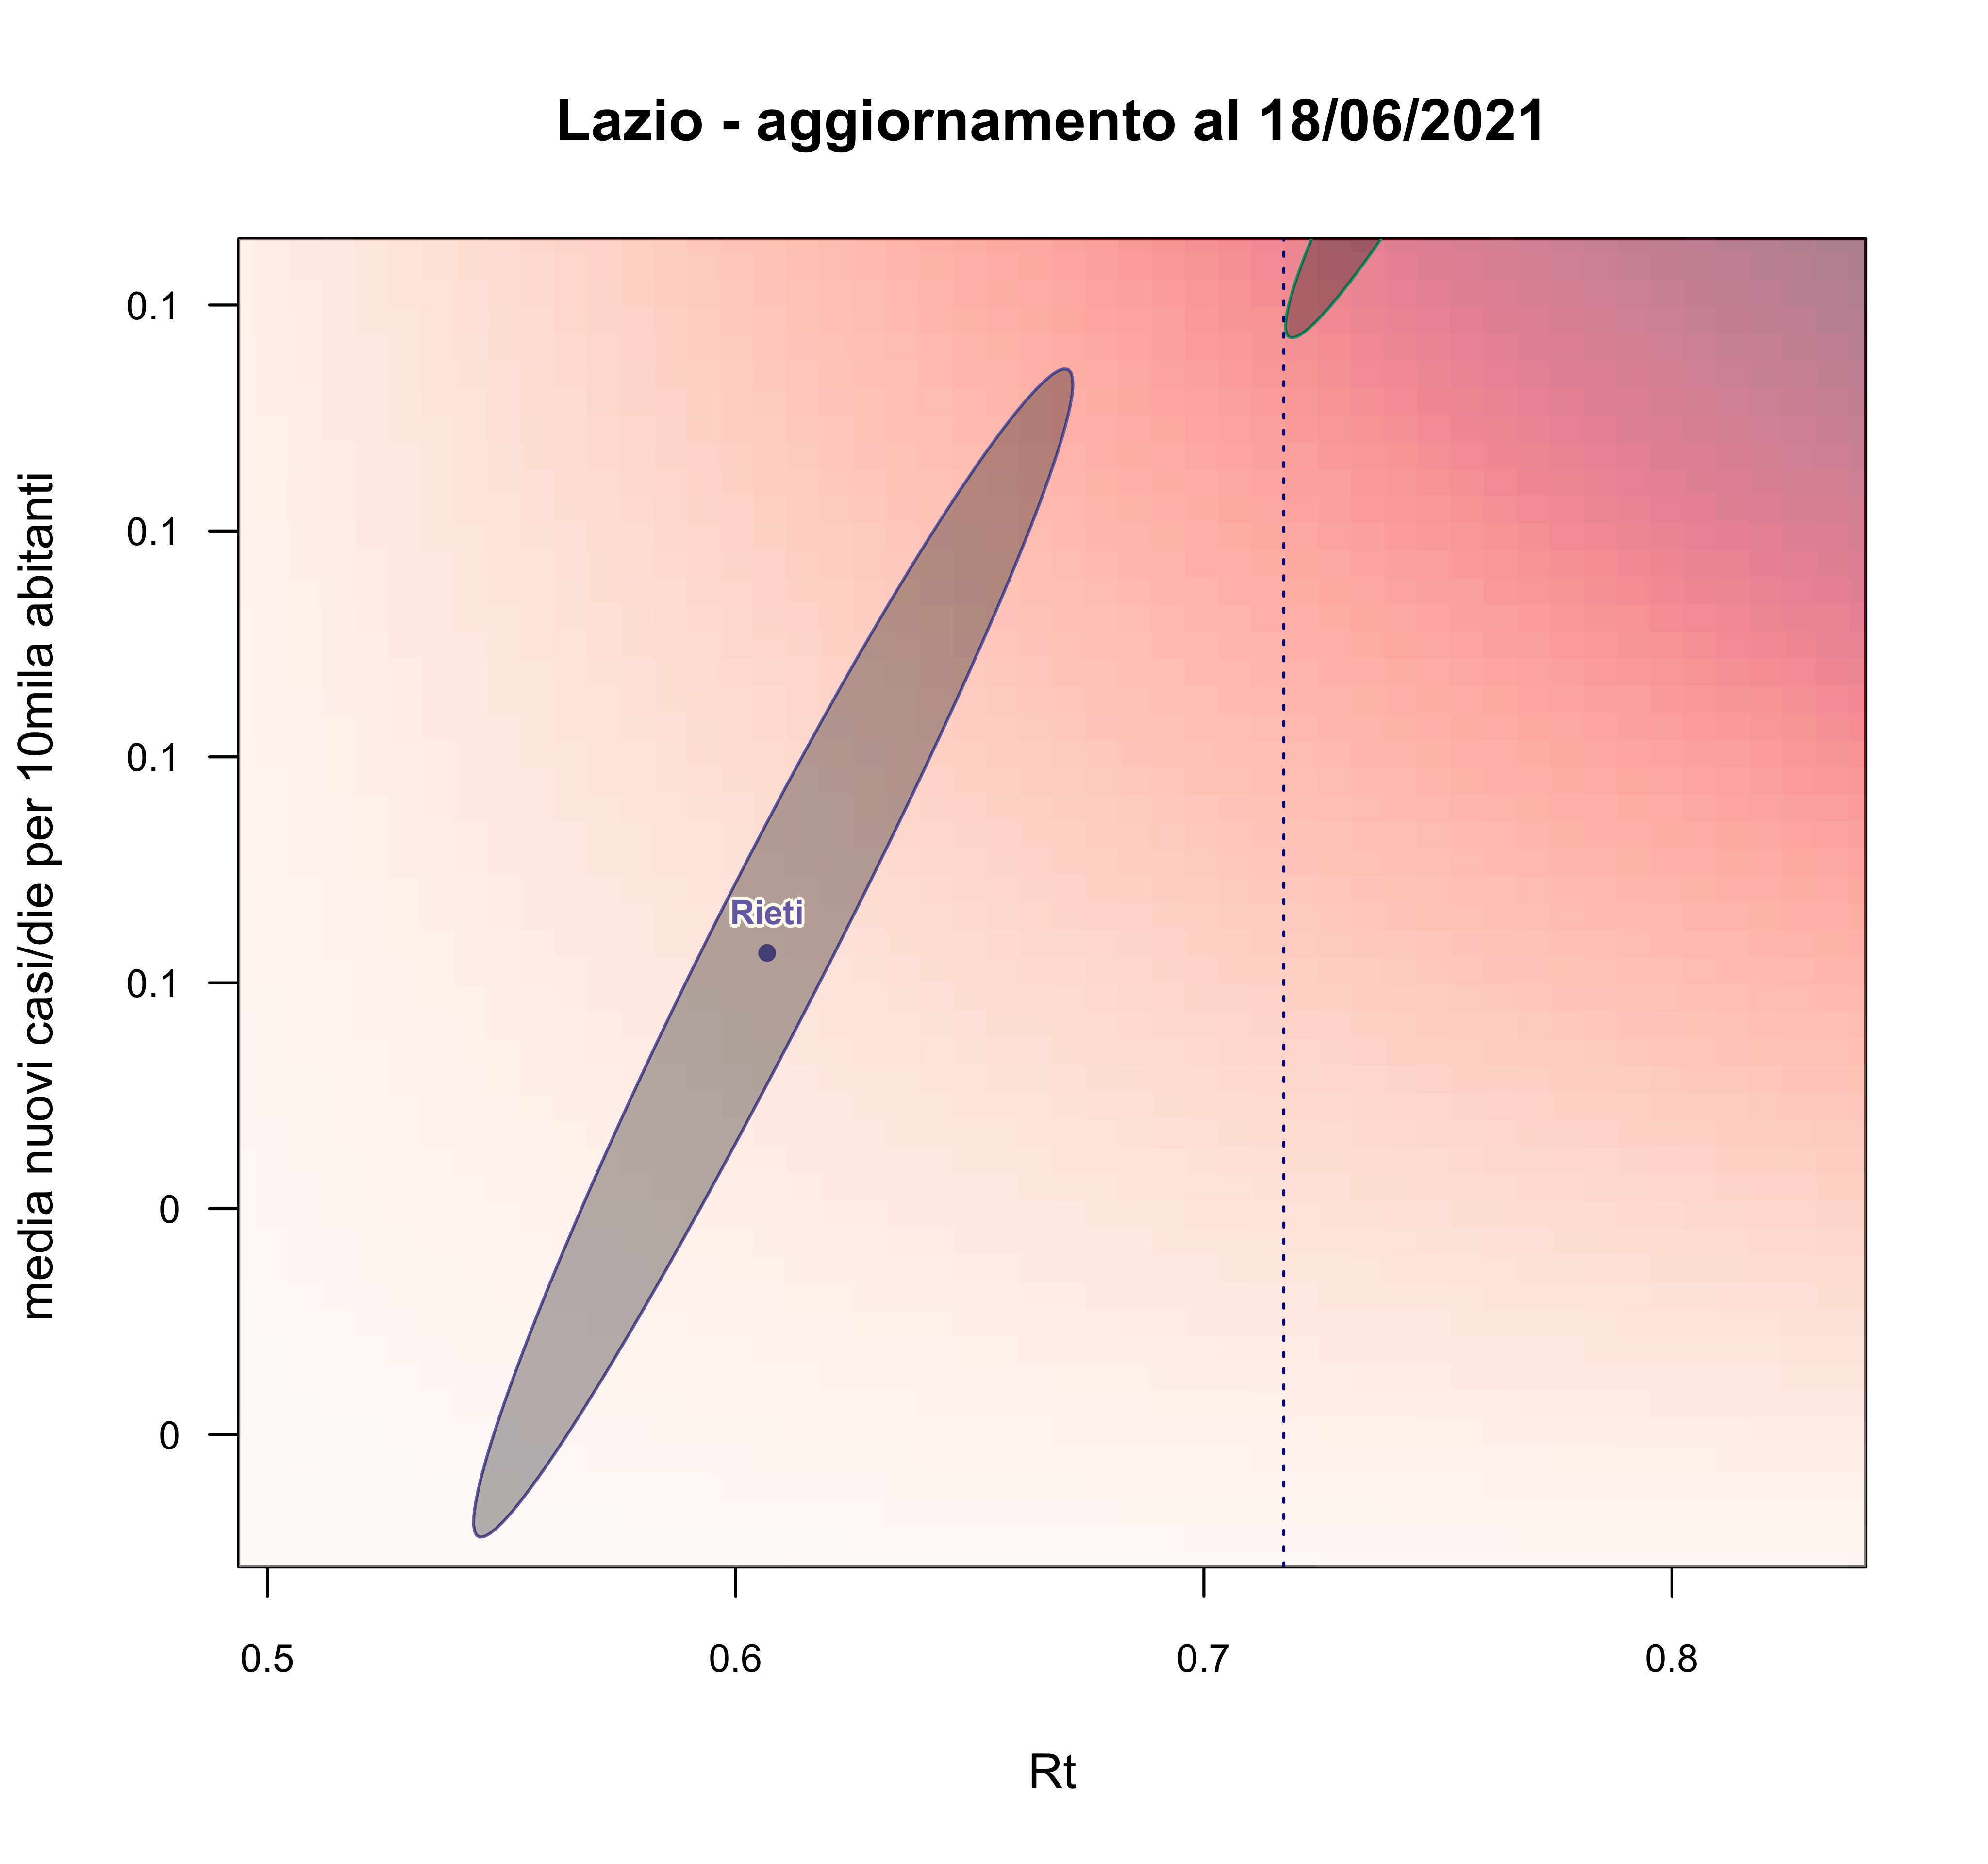 Lazio - aggiornamento al 18/06/2021
media nuovi casi/die per 10mila abitanti
0.1
0.1
0.1
0.1
0
0
Rieti
0.5 0.6 0.7 0.8
Rt